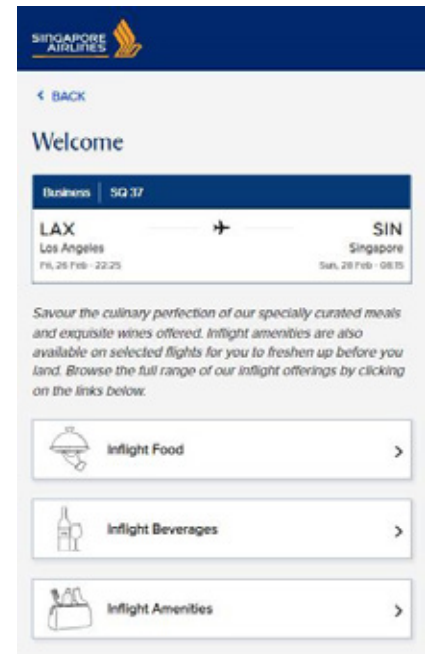 SINGAPORE
AIRLINES
< BACK
Welcome
Business | SQ 37
LAX
SIN
Los Angeles
Singapore
Fri, 26 Feb - 22:25
Sun, 28 Feb - 08:15
Savour the culinary perfection of our specially curated meals
and exquisite wines offered. Inflight amenities are also
available on selected flights for you to freshen up before you
land. Browse the full range of our inflight offerings by clicking
on the links below.
Inflight Food
Inflight Beverages
Inflight Amenities